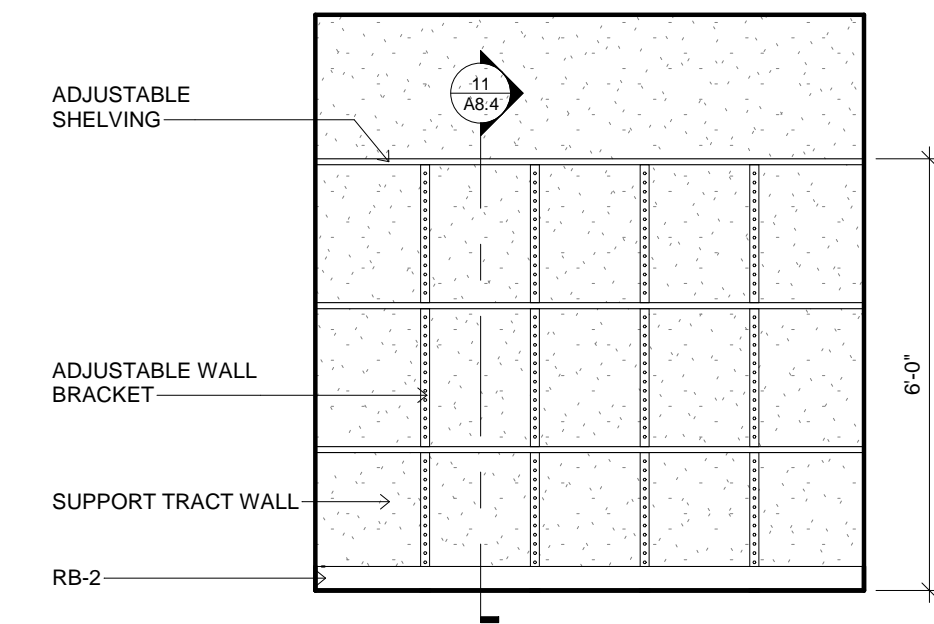 11
A8.4
ADJUSTABLE
SHELVING
ADJUSTABLE WALL
BRACKET
SUPPORT TRACT WALL
RB-2
6'-0"